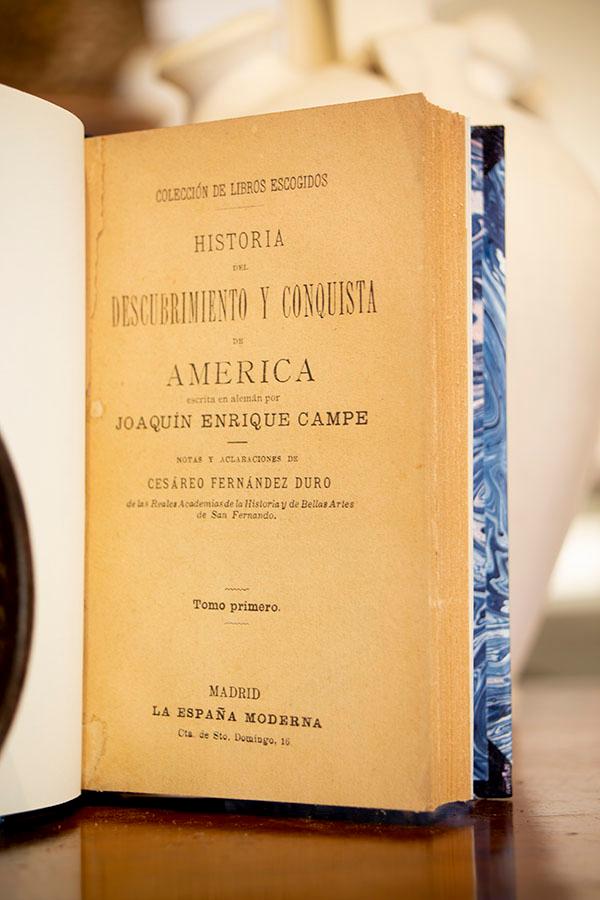 COLECCIÓN DE LIBROS ESCOGIDOS
HISTORIA
DEL
DESCUBRIMIENTO Y CONQUISTA
DE
AMERICA
escrita en alemán por
JOAQUÍN ENRIQUE CAMPE
NOTAS Y ACLARACIONES DE
CESÁREO FERNÁNDEZ DURO
de las Reales Academias de la Historia y de Bellas Artes
de San Fernando.
Tomo primero.
MADRID
LA ESPAÑA MODERNA
Cta. de Sto. Domingo, 16